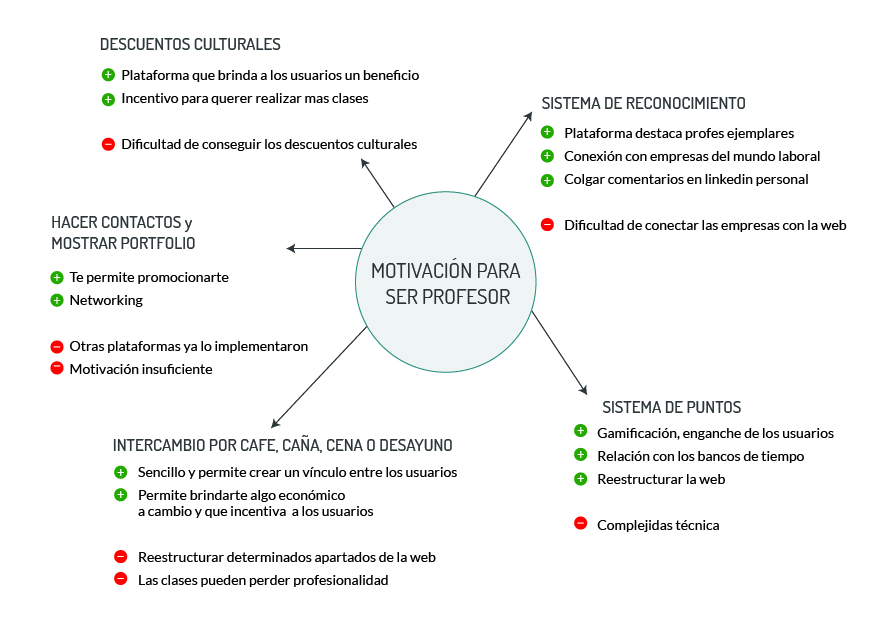 DESCUENTOS CULTURALES
Plataforma que brinda a los usuarios un beneficio
Incentivo para querer realizar mas clases
Dificultad de conseguir los descuentos culturales
SISTEMA DE RECONOCIMIENTO
Plataforma destaca profes ejemplares
Conexión con empresas del mundo laboral
Colgar comentarios en linkedin personal
Dificultad de conectar las empresas con la web
HACER CONTACTOS y
MOSTRAR PORTFOLIO
Te permite promocionarte
Networking
Otras plataformas ya lo implementaron
Motivación insuficiente
MOTIVACIÓN PARA
SER PROFESOR
INTERCAMBIO POR CAFE, CAÑA, CENA O DESAYUNO
Sencillo y permite crear un vínculo entre los usuarios
Permite brindarte algo económico
a cambio y que incentiva a los usuarios
Reestructurar determinados apartados de la web
Las clases pueden perder profesionalidad
SISTEMA DE PUNTOS
Gamificación, enganche de los usuarios
Relación con los bancos de tiempo
Reestructurar la web
Complejidas técnica